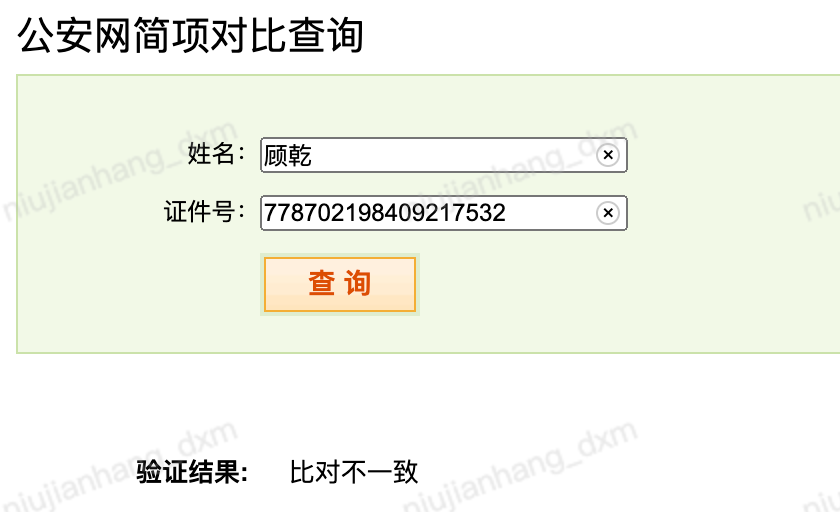 公安网简项对比查询
姓名： 顾乾
证件号： 778702198409217532
查 询
验证结果: 比对不一致
niujianhang_dxm
niujianhang_dxm
niujianhang_dxm
niujianhang_dxm